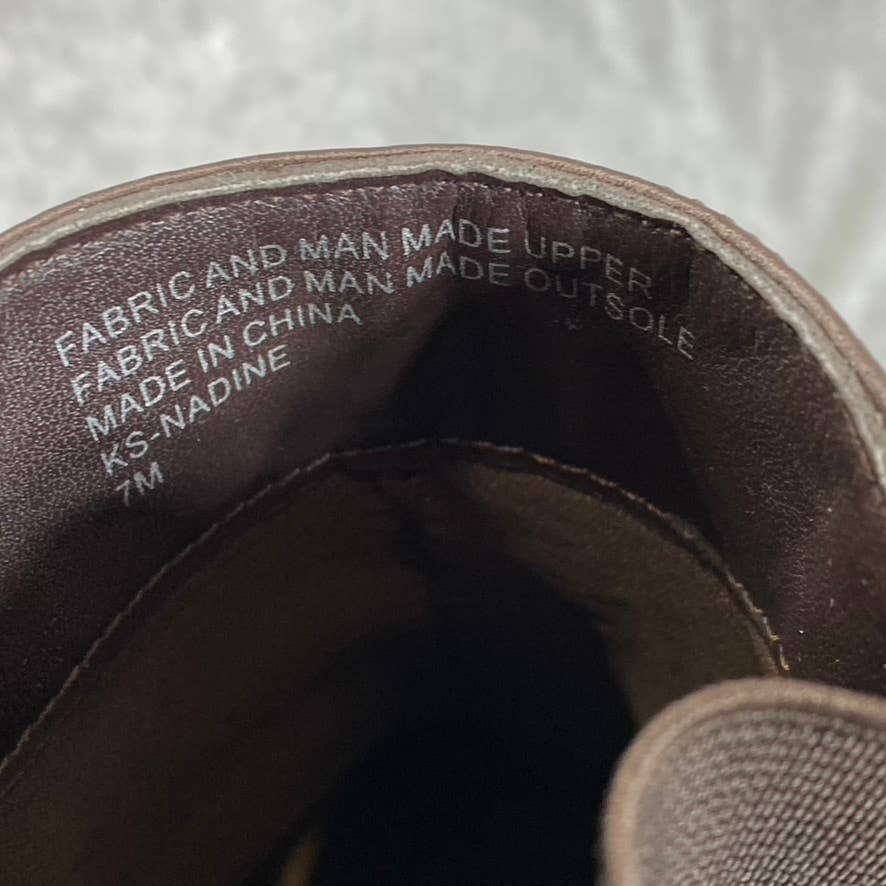 FABRIC AND MAN MADE UPPER
FABRIC AND MAN MADE OUTSOLE
MADE IN CHINA
KS-NADINE
7M